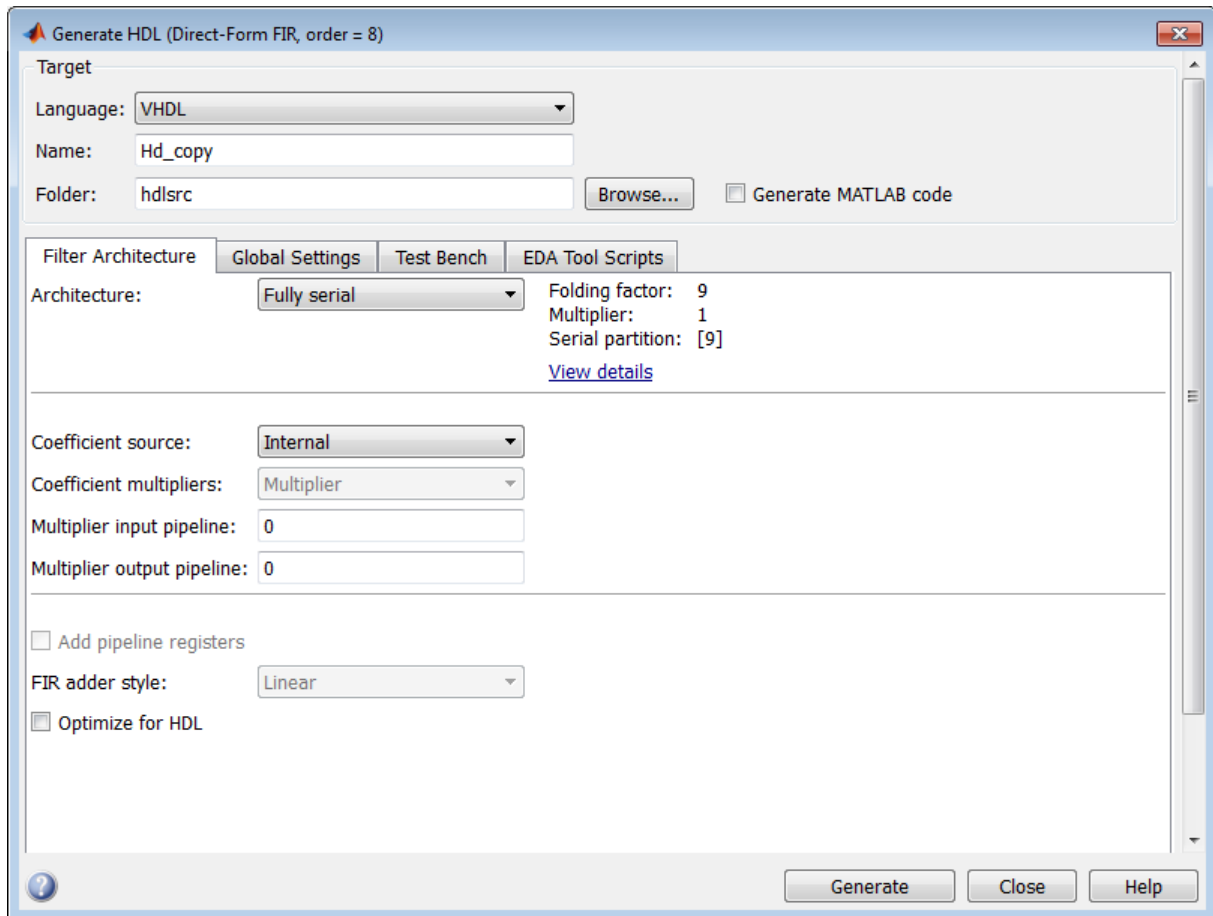 Generate HDL (Direct-Form FIR, order = 8)
Target
Language: VHDL
Name: Hd_copy
Folder: hdlsrc Browse... Generate MATLAB code
Filter Architecture Global Settings Test Bench EDA Tool Scripts
Architecture: Fully serial Folding factor: 9
Multiplier: 1
Serial partition: [9]
View details
Coefficient source: Internal
Coefficient multipliers: Multiplier
Multiplier input pipeline: 0
Multiplier output pipeline: 0
Add pipeline registers
FIR adder style: Linear
Optimize for HDL
? Generate Close Help